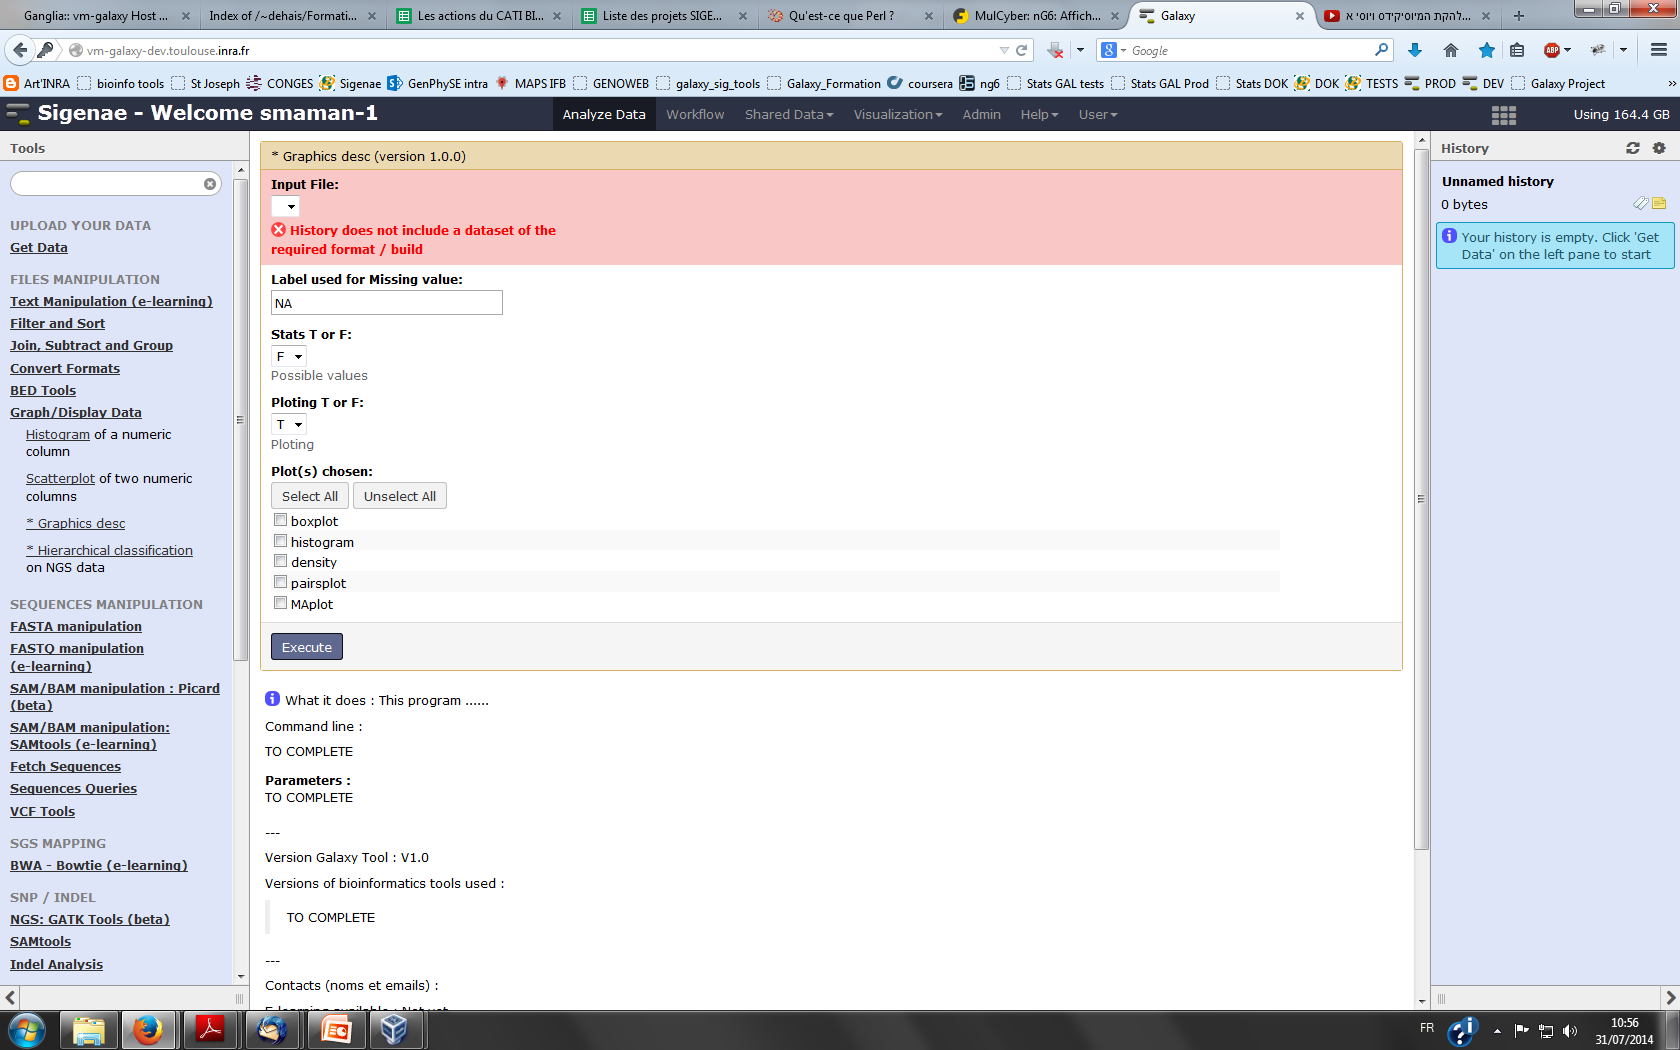 Ganglia:: vm-galaxy Host ...
Index of /~dehais/Formati...
Les actions du CATI BI...
Liste des projets SIGE...
Qu'est-ce que Perl ?
MulCyber: nG6: Affich...
Galaxy
להקת המיוסיקידס ויוסי א...
vm-galaxy-dev.toulouse.inra.fr
Google
Art'INRA
bioinfo tools
St Joseph
CONGES
Sigenae
GenPhySE intra
MAPS IFB
GENOWEB
galaxy_sig_tools
Galaxy_Formation
coursera
ng6
Stats GAL tests
Stats GAL Prod
Stats DOK
DOK
TESTS
PROD
DEV
Galaxy Project
Sigenae - Welcome smaman-1
Analyze Data
Workflow
Shared Data
Visualization
Admin
Help
User
Using 164.4 GB
Tools
UPLOAD YOUR DATA
Get Data
FILES MANIPULATION
Text Manipulation (e-learning)
Filter and Sort
Join, Subtract and Group
Convert Formats
BED Tools
Graph/Display Data
Histogram of a numeric
column
Scatterplot of two numeric
columns
* Graphics desc
* Hierarchical classification
on NGS data
SEQUENCES MANIPULATION
FASTA manipulation
FASTQ manipulation
(e-learning)
SAM/BAM manipulation : Picard
(beta)
SAM/BAM manipulation:
SAMtools (e-learning)
Fetch Sequences
Sequences Queries
VCF Tools
SGS MAPPING
BWA - Bowtie (e-learning)
SNP / INDEL
NGS: GATK Tools (beta)
SAMtools
Indel Analysis
* Graphics desc (version 1.0.0)
Input File:
History does not include a dataset of the
required format / build
Label used for Missing value:
NA
Stats T or F:
F
Possible values
Ploting T or F:
T
Ploting
Plot(s) chosen:
Select All
Unselect All
boxplot
histogram
density
pairsplot
MAplot
Execute
What it does : This program ......
Command line :
TO COMPLETE
Parameters :
TO COMPLETE
---
Version Galaxy Tool : V1.0
Versions of bioinformatics tools used :
TO COMPLETE
---
Contacts (noms et emails) :
History
Unnamed history
0 bytes
Your history is empty. Click 'Get
Data' on the left pane to start
FR
10:56
31/07/2014